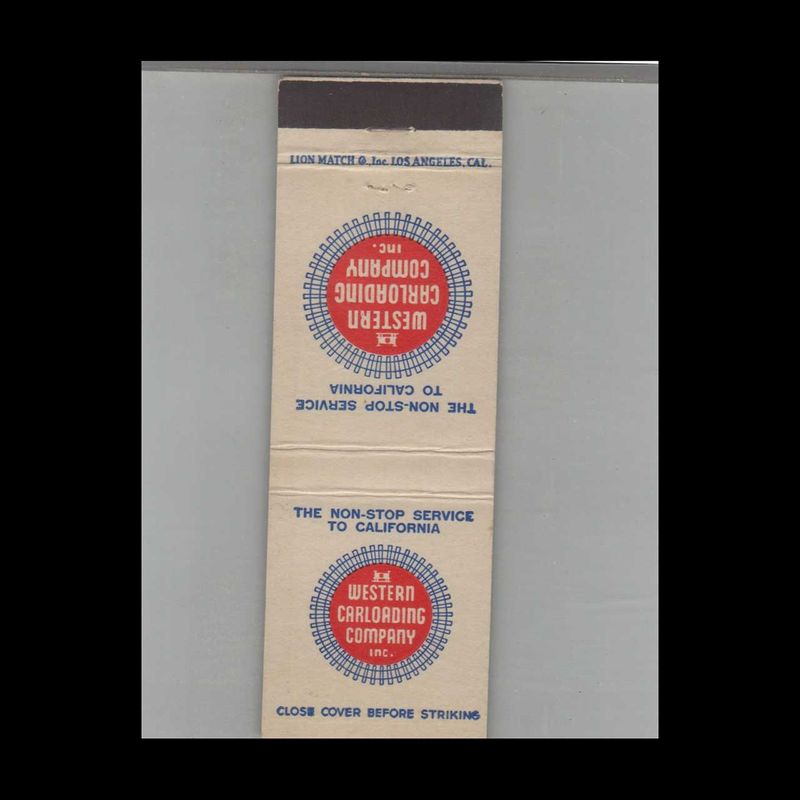 LION MATCH Co., Inc. LOS ANGELES, CAL.
THE NON-STOP SERVICE
TO CALIFORNIA
WESTERN
CARLOADING
COMPANY
INC.
THE NON-STOP SERVICE
TO CALIFORNIA
WESTERN
CARLOADING
COMPANY
INC.
CLOSE COVER BEFORE STRIKING